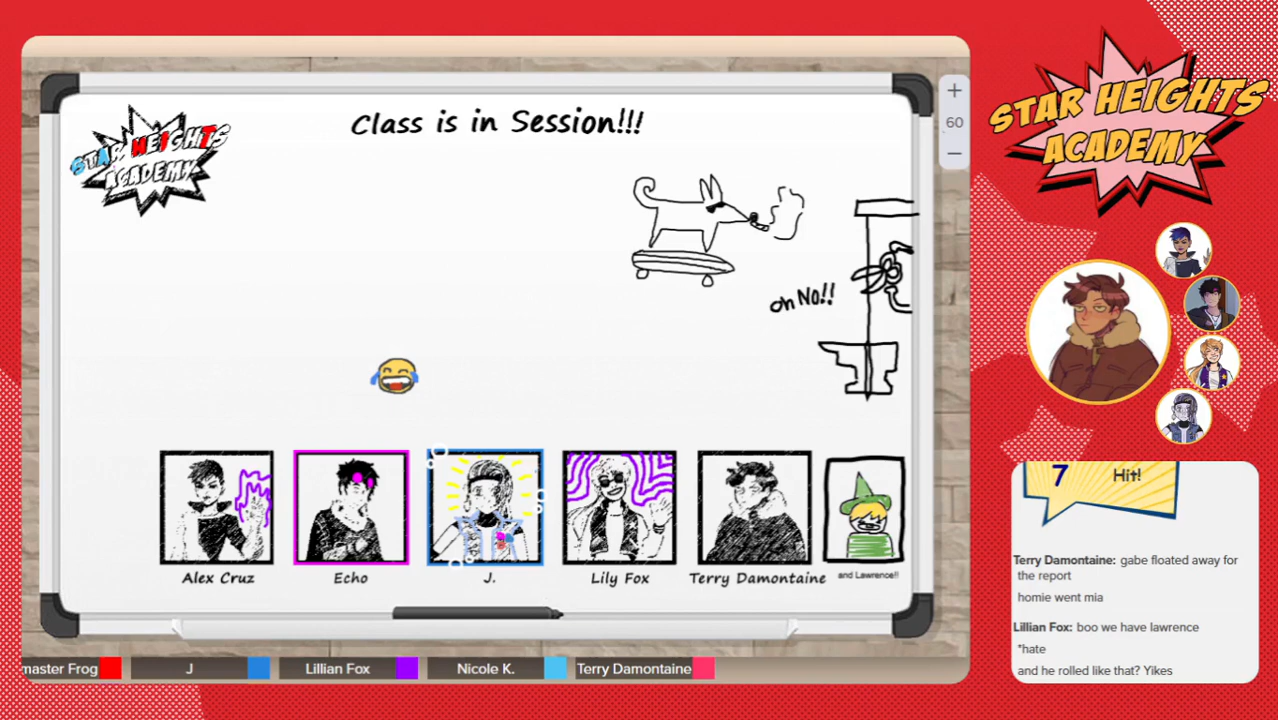 Class is in Session!!!
STAR HEIGHTS
ACADEMY
STAR HEIGHTS
ACADEMY
+
60
−
oh No!!
Alex Cruz
Echo
J.
Lily Fox
Terry Damontaine
and Lawrence!!
7
Hit!
Terry Damontaine: gabe floated away for
the report
homie went mia
Lillian Fox: boo we have lawrence
*hate
and he rolled like that? Yikes
master Frog
J
Lillian Fox
Nicole K.
Terry Damontaine